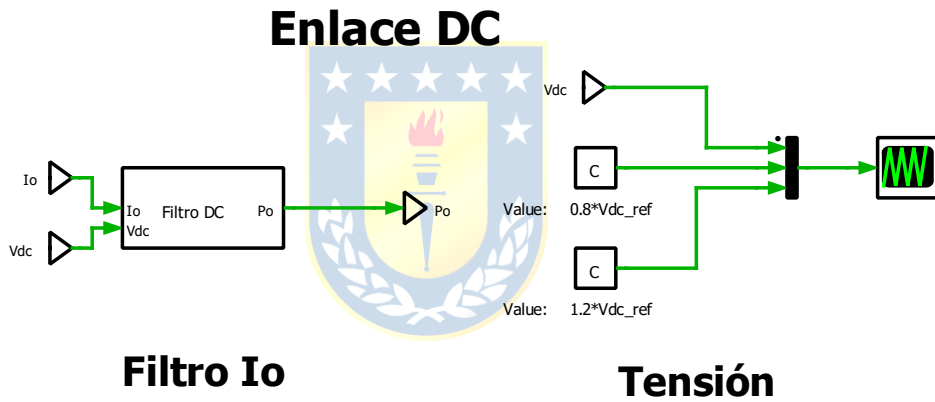 Enlace DC
Io
Vdc
Io
Vdc
Filtro DC
Po
Po
Filtro Io
Vdc
C
Value: 0.8*Vdc_ref
C
Value: 1.2*Vdc_ref
Tensión